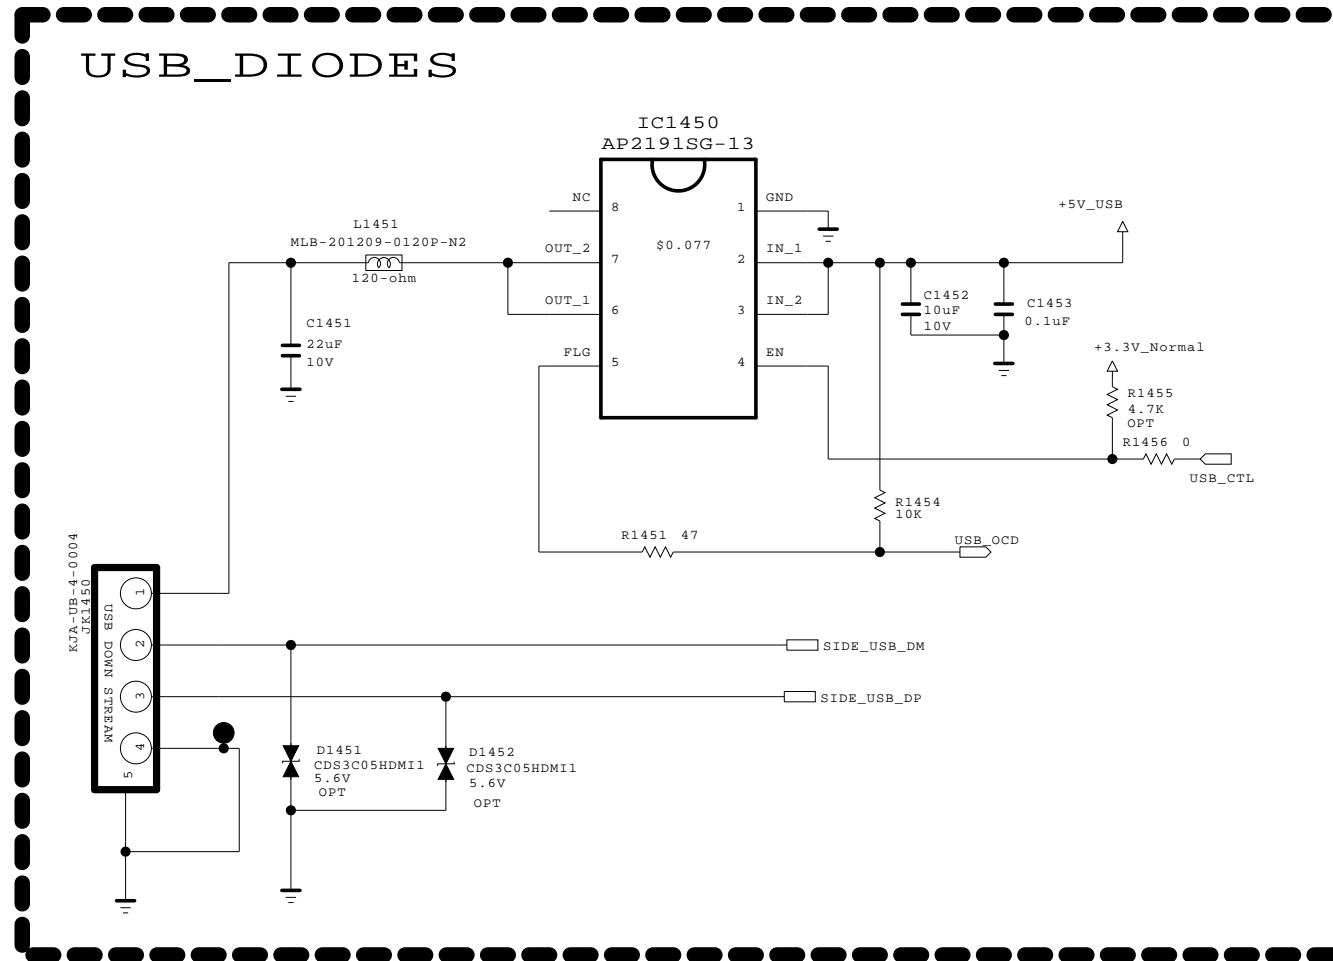 USB_DIODES
IC1450
AP2191SG-13
NC
8
1
GND
+5V_USB
L1451
MLB-201209-0120P-N2
120-ohm
OUT_2
7
$0.077
2
IN_1
OUT_1
6
3
IN_2
C1452
10uF
10V
C1453
0.1uF
C1451
22uF
10V
FLG
5
4
EN
+3.3V_Normal
R1455
4.7K
OPT
R1456 0
USB_CTL
R1454
10K
R1451 47
USB_OCD
KJA-UB-4-0004
JK1450
USB DOWN STREAM
1
2
3
4
5
SIDE_USB_DM
SIDE_USB_DP
D1451
CDS3C05HDMI1
5.6V
OPT
D1452
CDS3C05HDMI1
5.6V
OPT